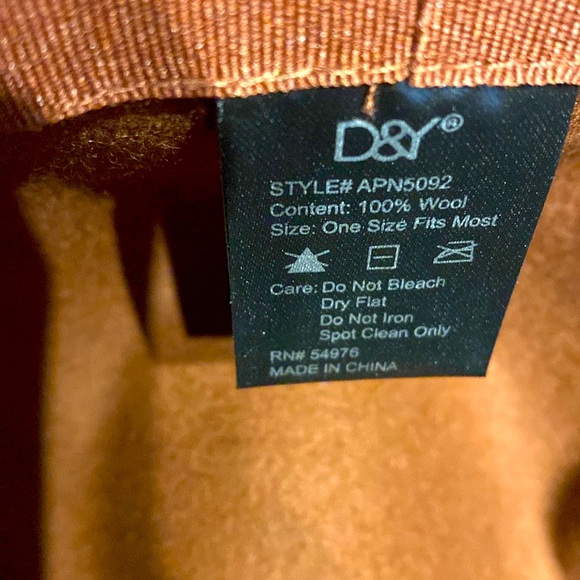 D&Y®
STYLE# APN5092
Content: 100% Wool
Size: One Size Fits Most
Care: Do Not Bleach
Dry Flat
Do Not Iron
Spot Clean Only
RN# 54976
MADE IN CHINA